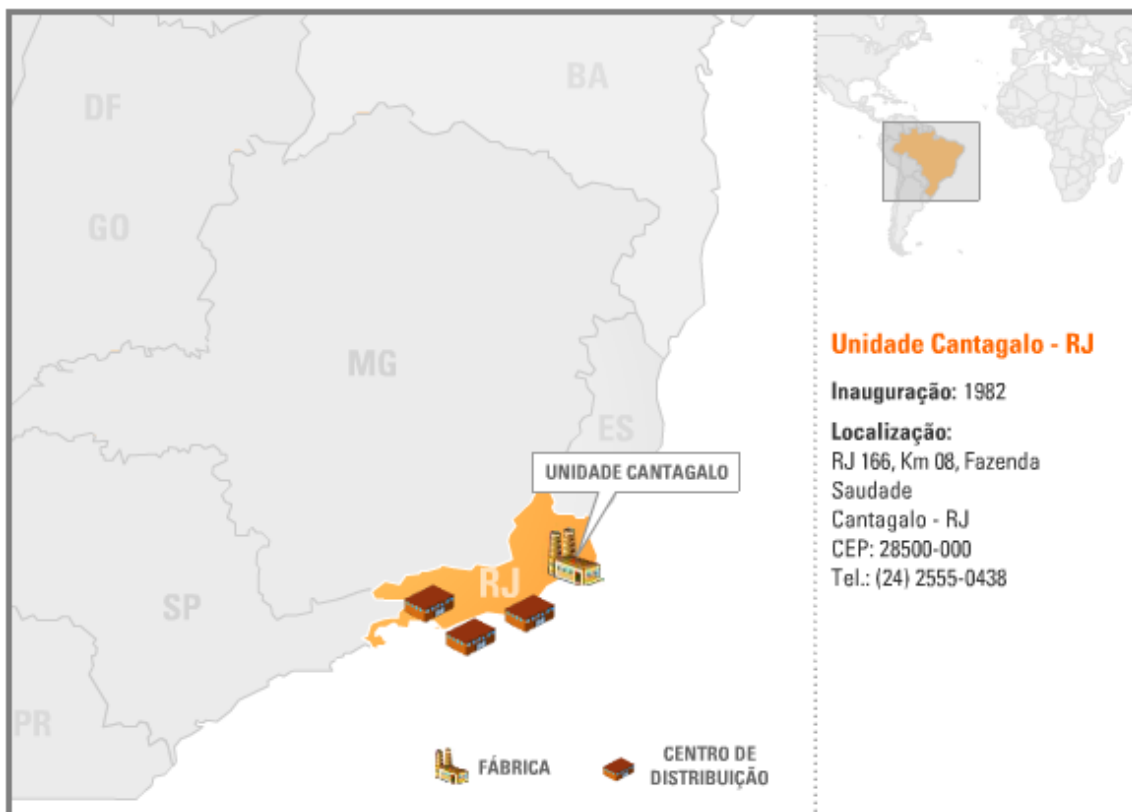 BA
DF
GO
MG
ES
UNIDADE CANTAGALO
RJ
SP
PR
FÁBRICA
CENTRO DE
DISTRIBUIÇÃO
Unidade Cantagalo - RJ
Inauguração: 1982
Localização:
RJ 166, Km 08, Fazenda
Saudade
Cantagalo - RJ
CEP: 28500-000
Tel.: (24) 2555-0438